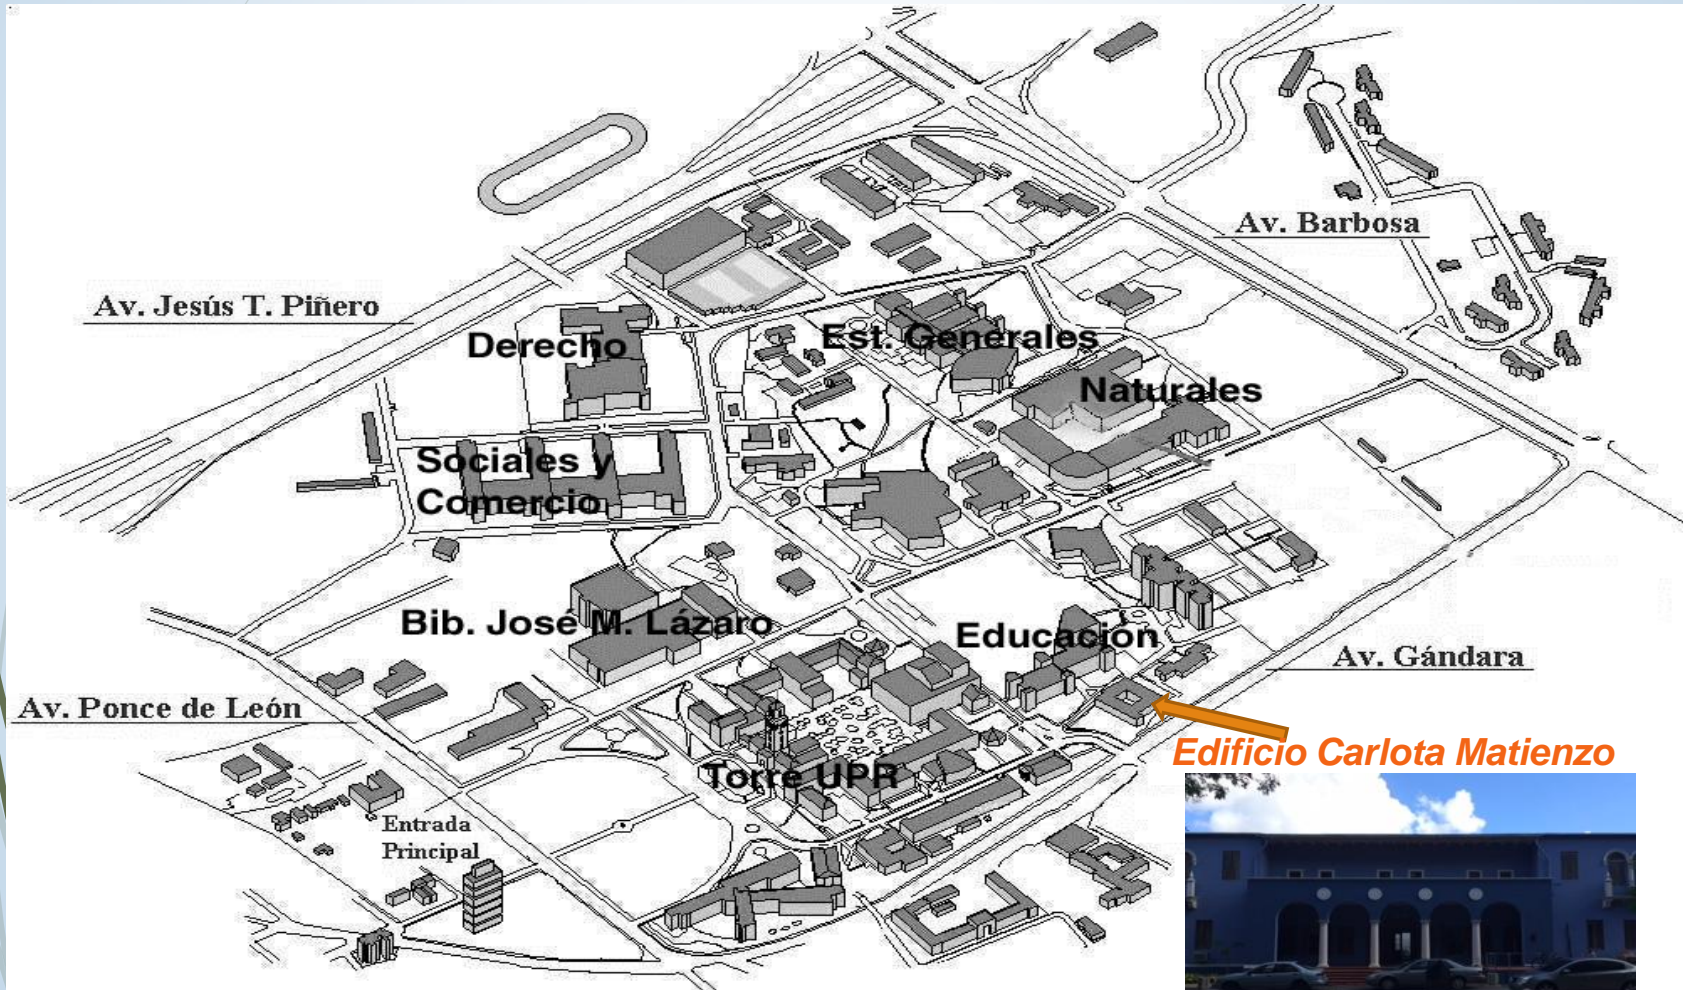 Av. Barbosa
Av. Jesús T. Piñero
Derecho
Est. Generales
Naturales
Sociales y
Comercio
Bib. José M. Lázaro
Educación
Av. Gándara
Av. Ponce de León
Edificio Carlota Matienzo
Torre UPR
Entrada
Principal